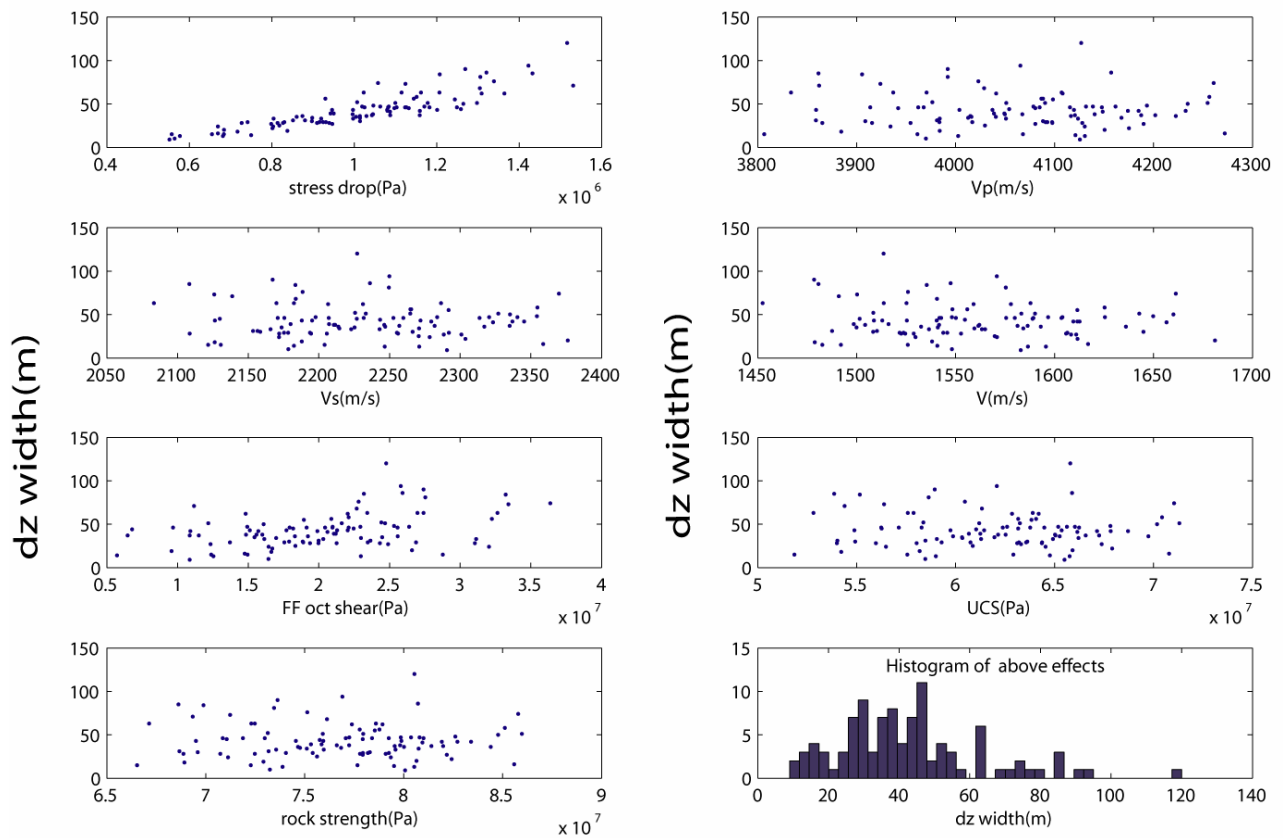 150
100
50
0
0.4 0.6 0.8 1 1.2 1.4 1.6
stress drop(Pa)
x 10 6
150
100
50
0
3800 3900 4000 4100 4200 4300
Vp(m/s)
150
100
50
0
2050 2100 2150 2200 2250 2300 2350 2400
Vs(m/s)
150
100
50
0
1450 1500 1550 1600 1650 1700
V(m/s)
dz width(m)
dz width(m)
150
100
50
0
0.5 1 1.5 2 2.5 3 3.5 4
FF oct shear(Pa)
x 10 7
150
100
50
0
5 5.5 6 6.5 7 7.5
UCS(Pa)
x 10 7
150
100
50
0
6.5 7 7.5 8 8.5 9
rock strength(Pa)
x 10 7
Histogram of above effects
15
10
5
0
0 20 40 60 80 100 120 140
dz width(m)